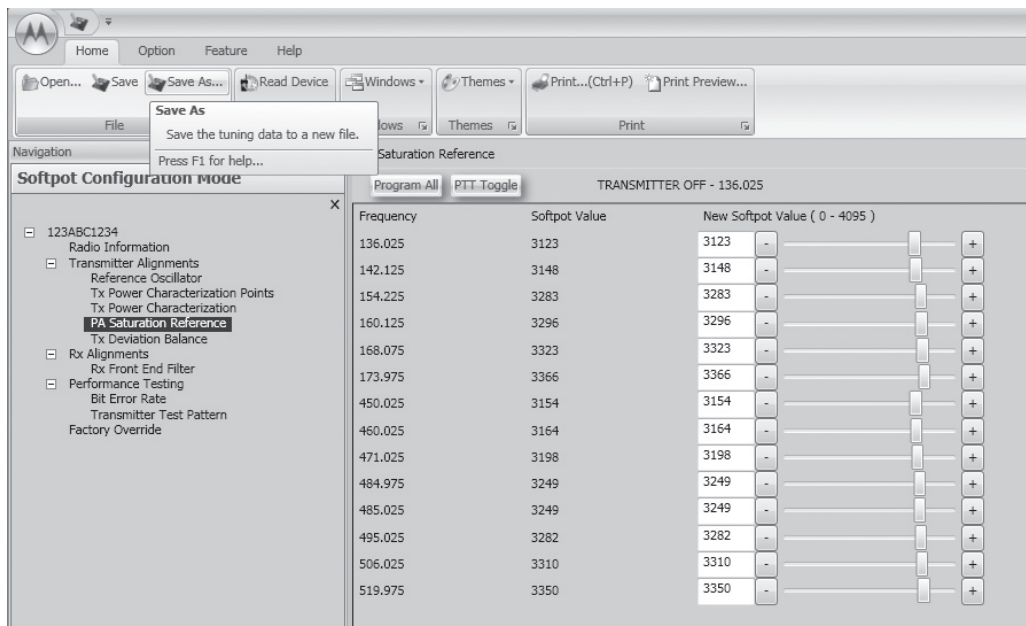 Home Option Feature Help
Open... Save Save As... Read Device Windows Themes Print...(Ctrl+P) Print Preview...
File lows Themes Print
Save As
Save the tuning data to a new file.
Press F1 for help...
Navigation
Softpot Configuration Mode
X
123ABC1234
Radio Information
Transmitter Alignments
Reference Oscillator
Tx Power Characterization Points
Tx Power Characterization
PA Saturation Reference
Tx Deviation Balance
Rx Alignments
Rx Front End Filter
Performance Testing
Bit Error Rate
Transmitter Test Pattern
Factory Override
Saturation Reference
Program All PTT Toggle TRANSMITTER OFF - 136.025
Frequency Softpot Value New Softpot Value ( 0 - 4095 )
136.025 3123 3123 - +
142.125 3148 3148 - +
154.225 3283 3283 - +
160.125 3296 3296 - +
168.075 3323 3323 - +
173.975 3366 3366 - +
450.025 3154 3154 - +
460.025 3164 3164 - +
471.025 3198 3198 - +
484.975 3249 3249 - +
485.025 3249 3249 - +
495.025 3282 3282 - +
506.025 3310 3310 - +
519.975 3350 3350 - +